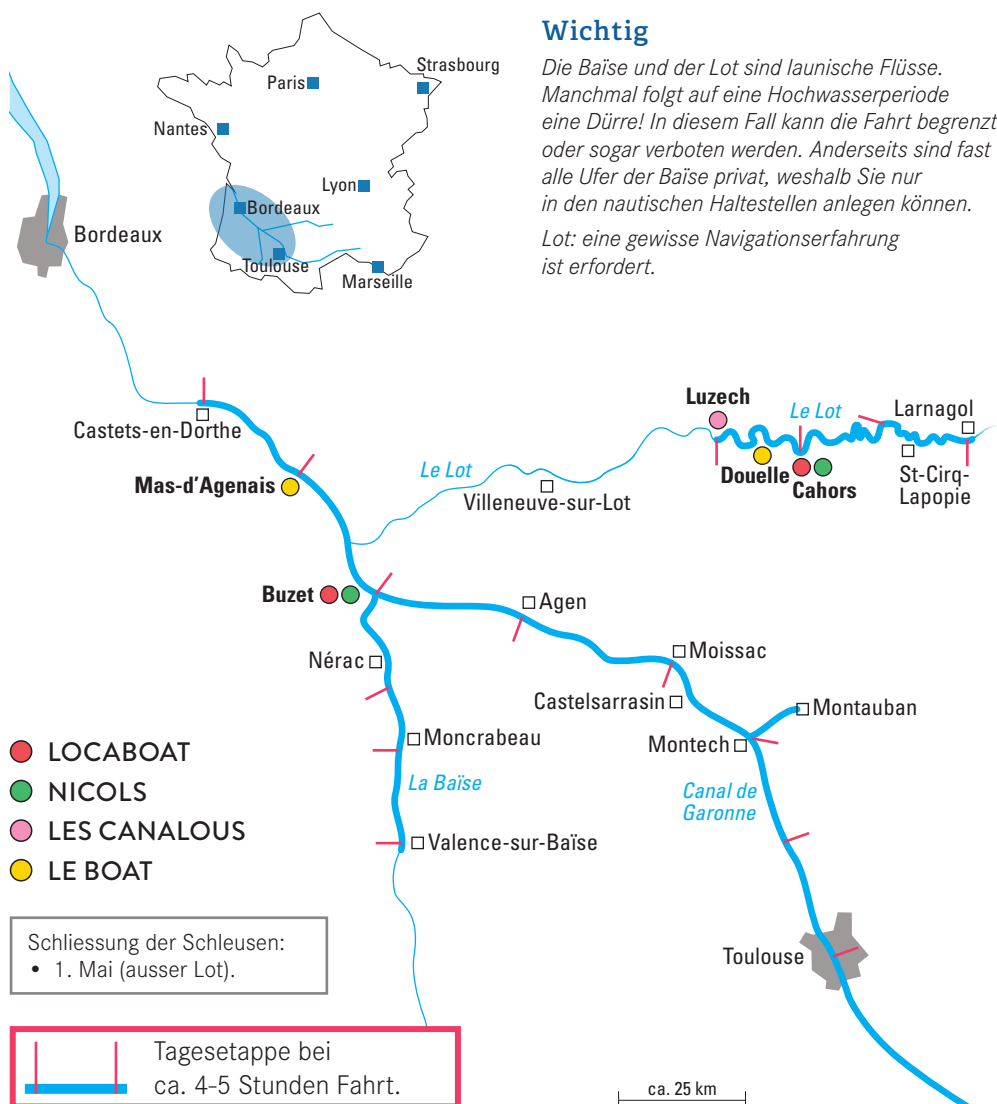 Wichtig
Die Baïse und der Lot sind launische Flüsse.
Manchmal folgt auf eine Hochwasserperiode
eine Dürre! In diesem Fall kann die Fahrt begrenzt
oder sogar verboten werden. Anderseits sind fast
alle Ufer der Baïse privat, weshalb Sie nur
in den nautischen Haltestellen anlegen können.
Lot: eine gewisse Navigationserfahrung
ist erfordert.
Paris
Strasbourg
Nantes
Lyon
Bordeaux
Toulouse
Marseille
Bordeaux
Castets-en-Dorthe
Mas-d'Agenais
Luzech
Le Lot
Larnagol
Douelle
Cahors
St-Cirq-
Lapopie
Le Lot
Villeneuve-sur-Lot
Buzet
Agen
Nérac
Moissac
Castelsarrasin
Montauban
Montech
Moncrabeau
La Baïse
Canal de
Garonne
Valence-sur-Baïse
Toulouse
LOCABOAT
NICOLS
LES CANALOUS
LE BOAT
Schliessung der Schleusen:
• 1. Mai (ausser Lot).
Tagesetappe bei
ca. 4-5 Stunden Fahrt.
ca. 25 km